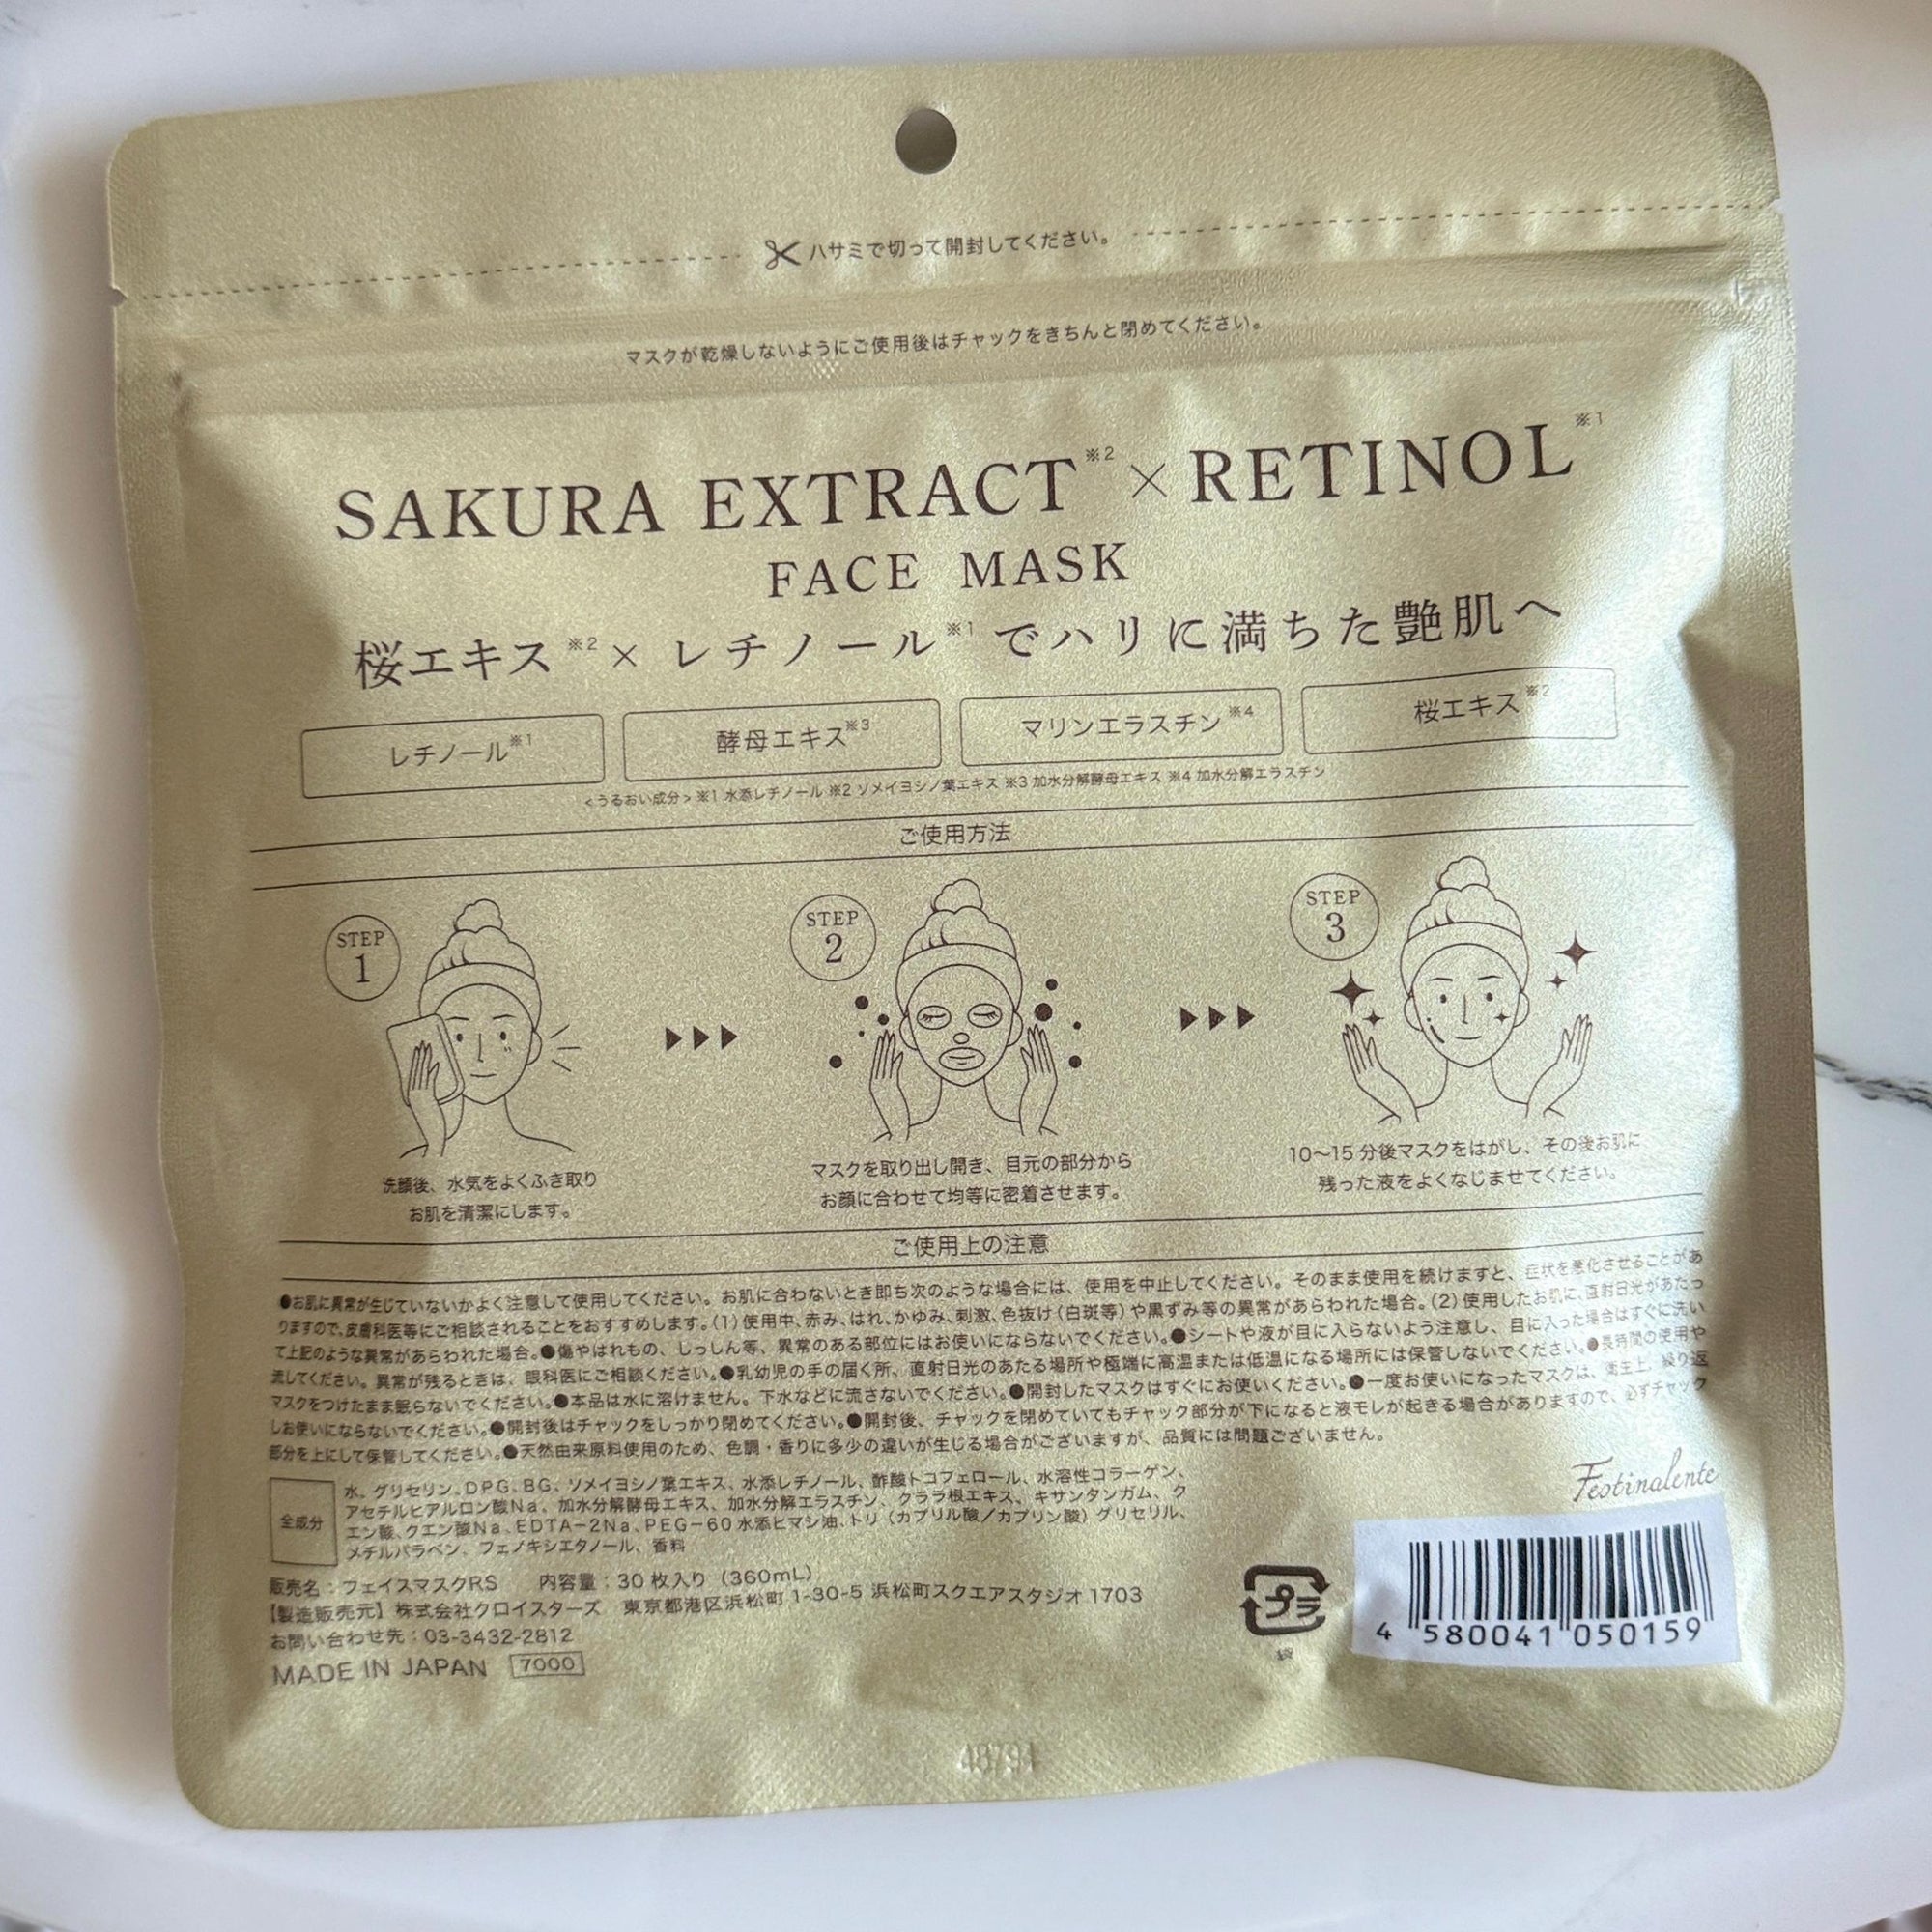 ハサミで切って開封してください。
マスクが乾燥しないようにご使用後はチャックをきちんと閉めてください。
SAKURA EXTRACT※2×RETINOL※1
FACE MASK
桜エキス※2×レチノール※1でハリに満ちた艶肌へ
レチノール※1
酵母エキス※3
マリンエラスチン※4
桜エキス※2
<うるおい成分>※1 水添レチノール ※2 ソメイヨシノ葉エキス ※3 加水分解酵母エキス ※4 加水分解エラスチン
ご使用方法
STEP
1
STEP
2
STEP
3
洗顔後、水気をよくふき取り
お肌を清潔にします。
マスクを取り出し開き、目元の部分から
お顔に合わせて均等に密着させます。
10～15 分後マスクをはがし、その後お肌に
残った液をよくなじませてください。
ご使用上の注意
●お肌に異常が生じていないかよく注意して使用してください。お肌に合わないとき即ち次のような場合には、使用を中止してください。そのまま使用を続けますと、症状を悪化させることがあ
りますので、皮膚科医等にご相談されることをおすすめします。(1)使用中、赤み、はれ、かゆみ、刺激、色抜け(白斑等)や黒ずみ等の異常があらわれた場合。(2)使用したお肌に、直射日光があたっ
て上記のような異常があらわれた場合。●傷やはれもの、しっしん等、異常のある部位にはお使いにならないでください。●シートや液が目に入らないよう注意し、目に入った場合はすぐに洗い
流してください。異常が残るときは、眼科医にご相談ください。●乳幼児の手の届く所、直射日光のあたる場所や極端に高温または低温になる場所には保管しないでください。●長時間の使用や
マスクをつけたまま眠らないでください。●本品は水に溶けません。下水などに流さないでください。●開封したマスクはすぐにお使いください。●一度お使いになったマスクは、衛生上、繰り返
しお使いにならないでください。●開封後はチャックをしっかり閉めてください。●開封後、チャックを閉めていてもチャック部分が下になると液モレが起きる場合がありますので、必ずチャック
部分を上にして保管してください。●天然由来原料使用のため、色調・香りに多少の違いが生じる場合がございますが、品質には問題ございません。
全成分
水、グリセリン、DPG、BG、ソメイヨシノ葉エキス、水添レチノール、酢酸トコフェロール、水溶性コラーゲン、
アセチルヒアルロン酸Na、加水分解酵母エキス、加水分解エラスチン、クララ根エキス、キサンタンガム、ク
エン酸、クエン酸Na、EDTA－2Na、PEG－60水添ヒマシ油、トリ(カプリル酸／カプリン酸)グリセリル、
メチルパラベン、フェノキシエタノール、香料
販売名：フェイスマスクRS 内容量：30枚入り(360mL)
【製造販売元】株式会社クロイスターズ 東京都港区浜松町1-30-5 浜松町スクエアスタジオ1703
お問い合わせ先：03-3432-2812
MADE IN JAPAN 7000
Festinalente
プラ
袋
4 580041 050159
48794